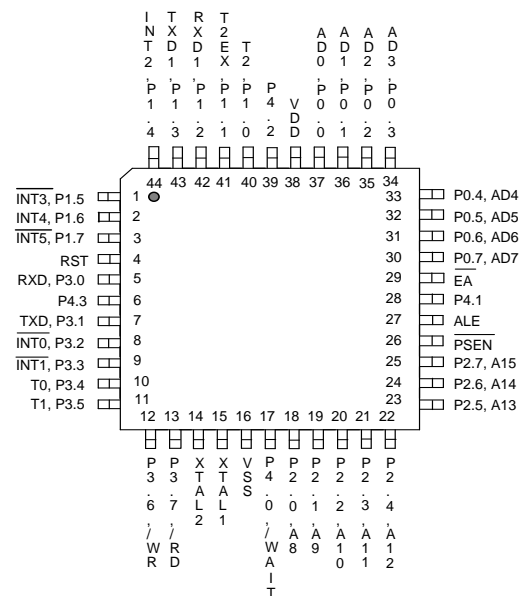 INT2, P1.4
TXD1, P1.3
RXD1, P1.2
T2EX, P1.1
T2, P1.0
P4.2
VDD
AD0, P0.0
AD1, P0.1
AD2, P0.2
AD3, P0.3
44 43 42 41 40 39 38 37 36 35 34
INT3, P1.5 1
INT4, P1.6 2
INT5, P1.7 3
RST 4
RXD, P3.0 5
P4.3 6
TXD, P3.1 7
INT0, P3.2 8
INT1, P3.3 9
T0, P3.4 10
T1, P3.5 11
33 P0.4, AD4
32 P0.5, AD5
31 P0.6, AD6
30 P0.7, AD7
29 EA
28 P4.1
27 ALE
26 PSEN
25 P2.7, A15
24 P2.6, A14
23 P2.5, A13
12 13 14 15 16 17 18 19 20 21 22
P3.6, /WR
P3.7, /RD
XTAL2
XTAL1
VSS
P4.0, /WAIT
P2.0, A8
P2.1, A9
P2.2, A10
P2.3, A11
P2.4, A12